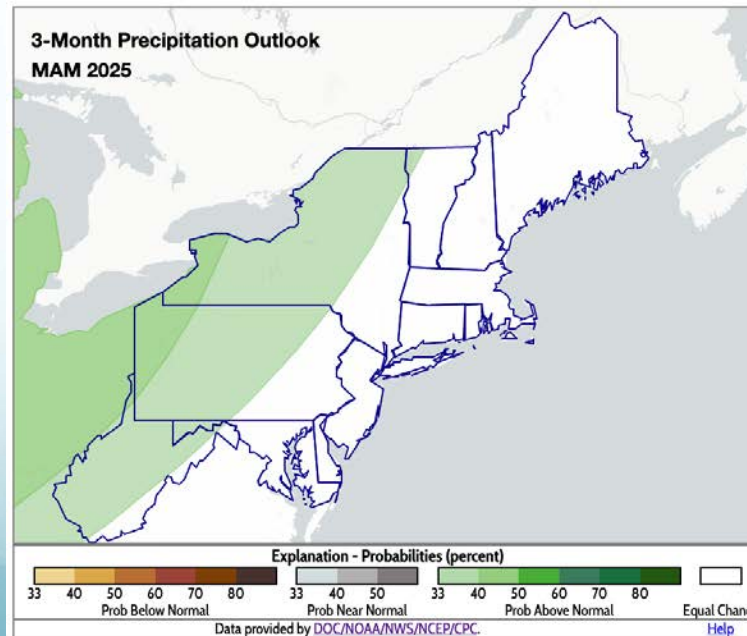 3-Month Precipitation Outlook
MAM 2025
Explanation - Probabilities (percent)
33 40 50 60 70 80 33 40 50 33 40 50 60 70 80
Prob Below Normal Prob Near Normal Prob Above Normal Equal Chanc
Data provided by DOC/NOAA/NWS/NCEP/CPC. Help